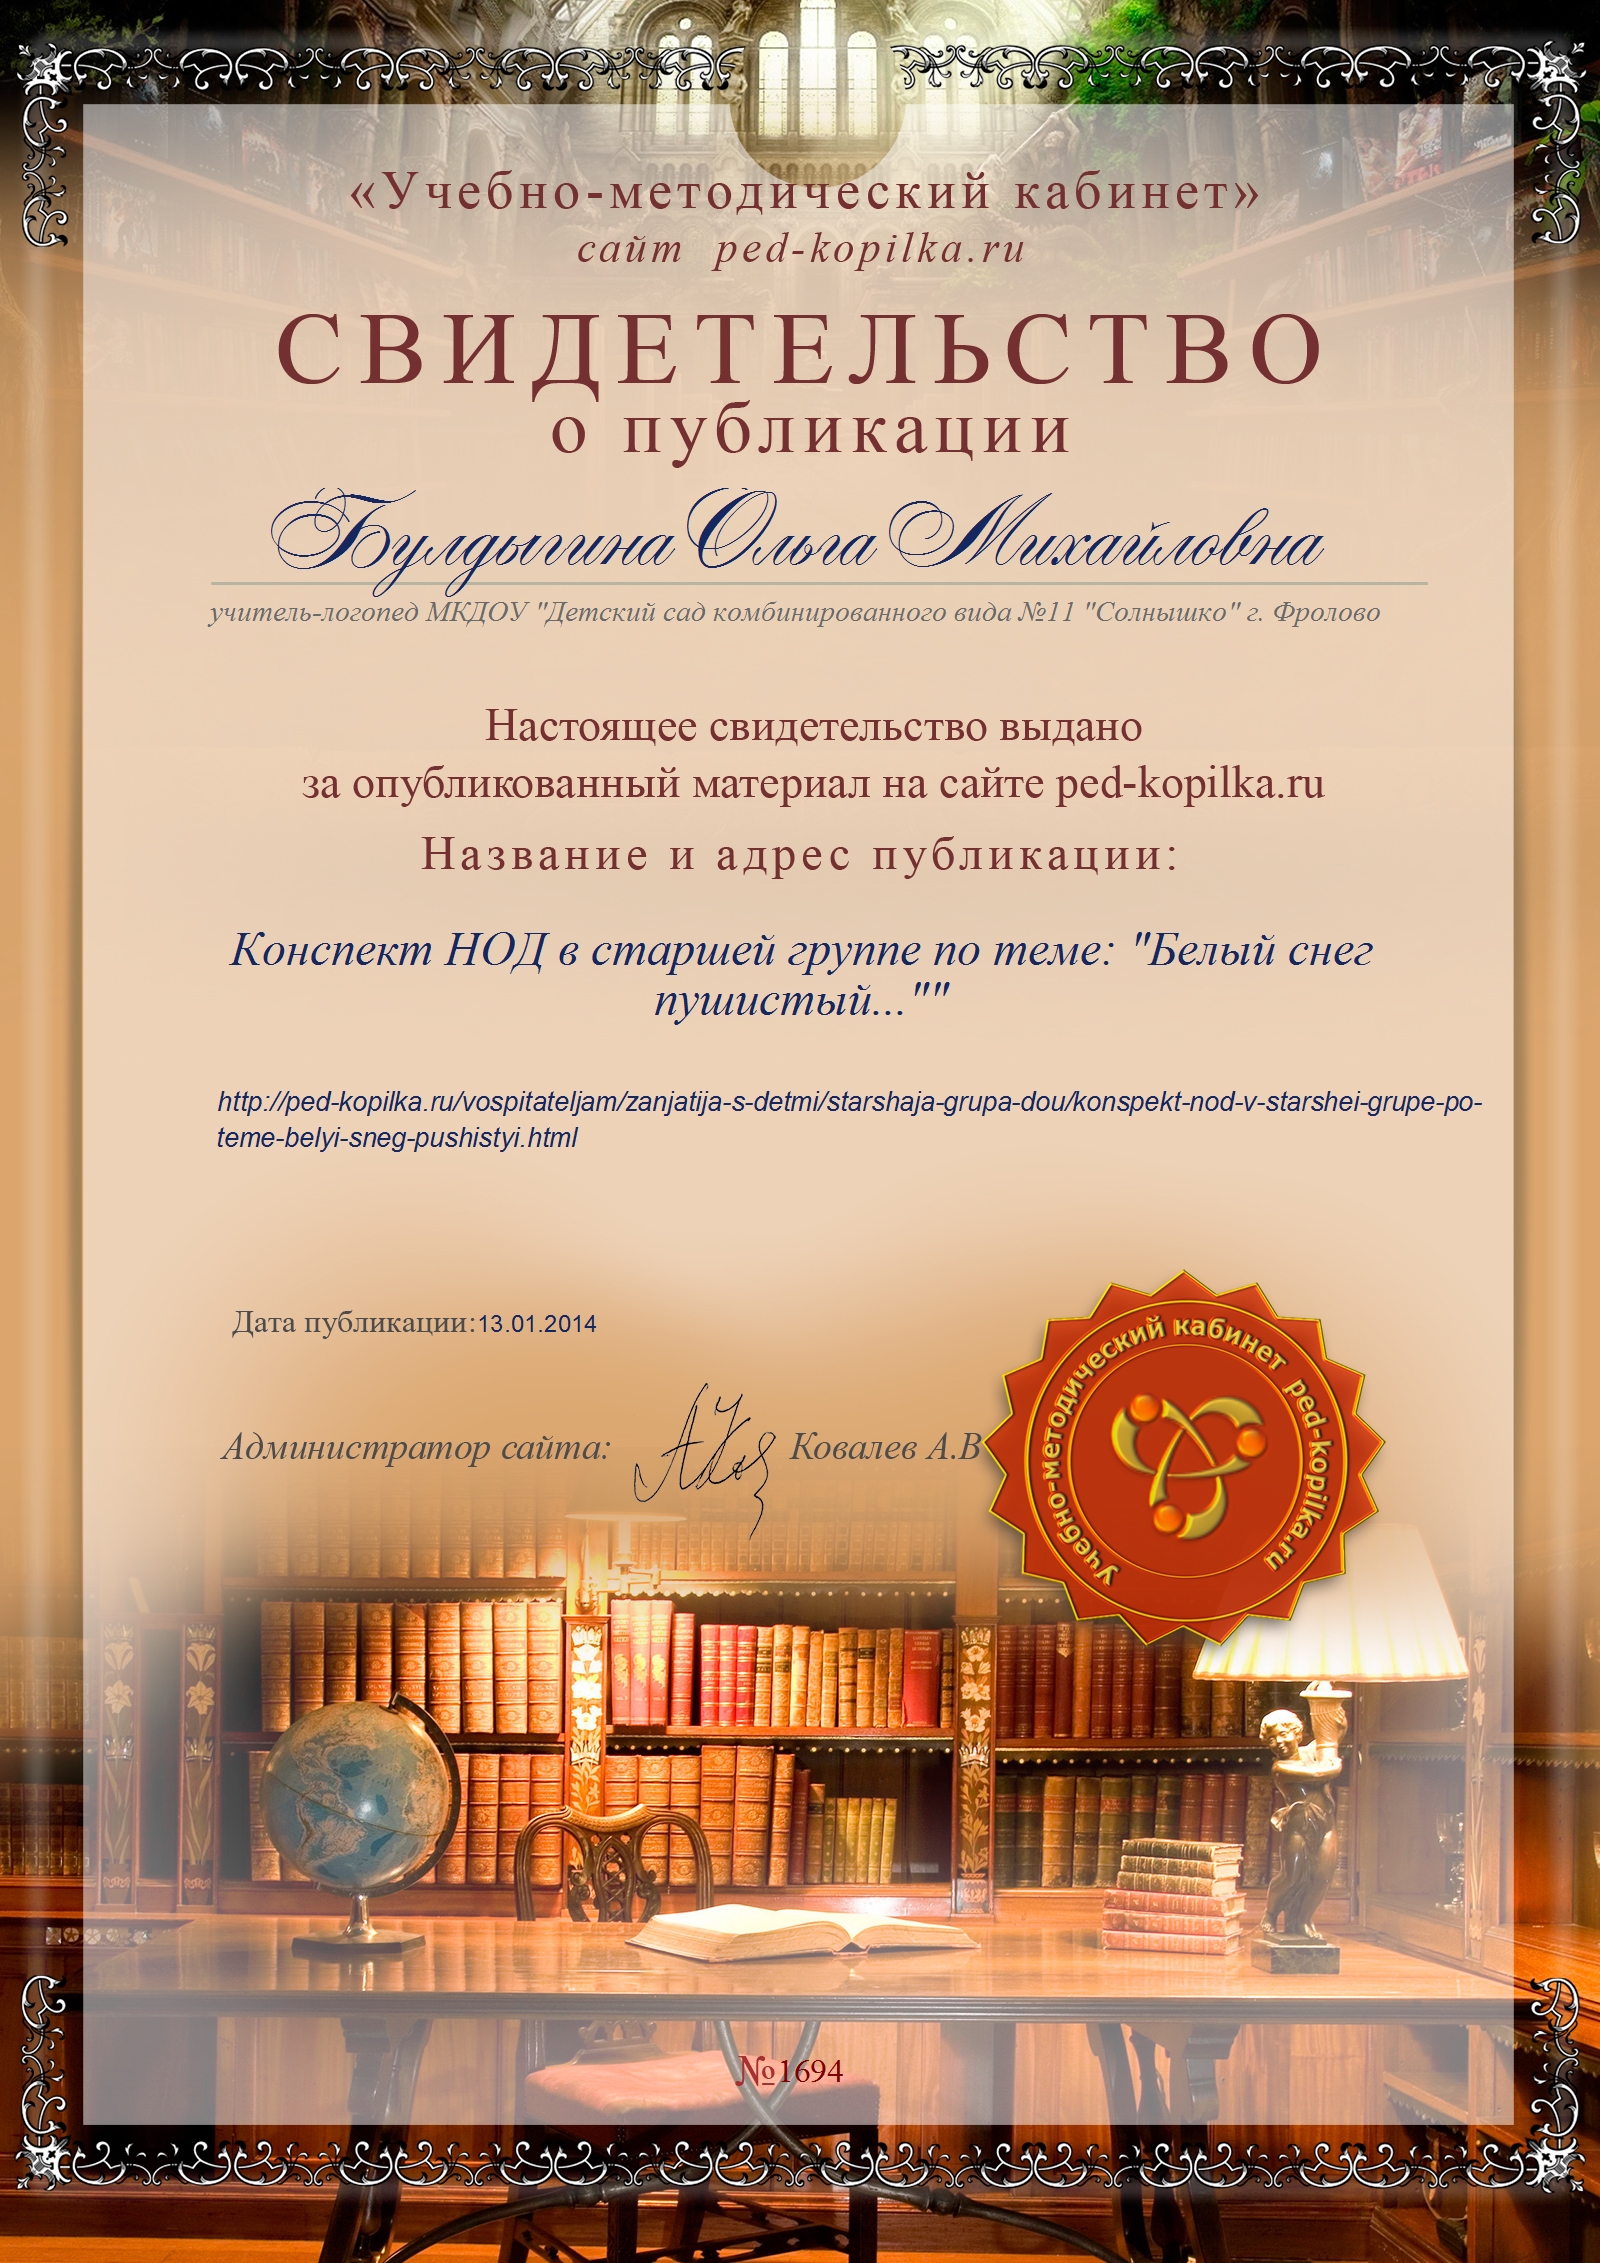 «Учебно-методический кабинет»
сайт ped-kopilka.ru
СВИДЕТЕЛЬСТВО
о публикации
Булдыгина Ольга Михайловна
учитель-логопед МКДОУ "Детский сад комбинированного вида №11 "Солнышко" г. Фролово
Настоящее свидетельство выдано
за опубликованный материал на сайте ped-kopilka.ru
Название и адрес публикации:
Конспект НОД в старшей группе по теме: "Белый снег
пушистый...""
http://ped-kopilka.ru/vospitateljam/zanjatija-s-detmi/starshaja-grupa-dou/konspekt-nod-v-starshei-grupe-po-
teme-belyi-sneg-pushistyi.html
Дата публикации:13.01.2014
Администратор сайта: Ковалев А.В
Учебно-методический кабинет ped-kopilka.ru
№1694